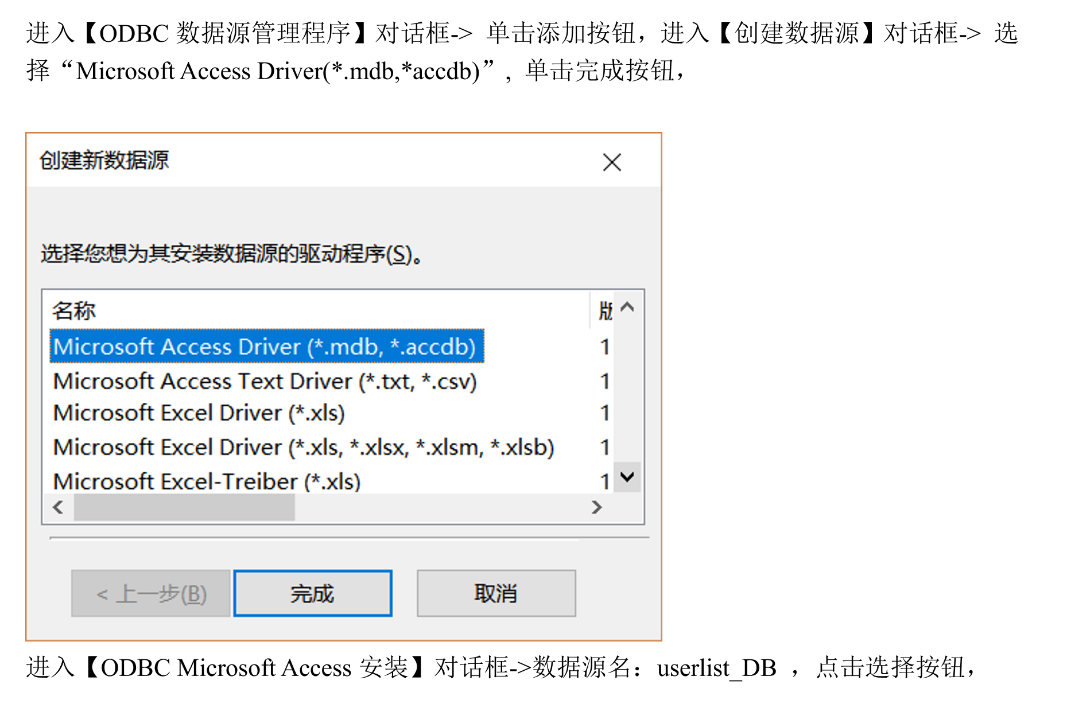 进入【ODBC 数据源管理程序】对话框-> 单击添加按钮，进入【创建数据源】对话框-> 选
择“Microsoft Access Driver(*.mdb,*accdb)”, 单击完成按钮，
创建新数据源
选择您想为其安装数据源的驱动程序(S)。
名称 版
Microsoft Access Driver (*.mdb, *.accdb) 1
Microsoft Access Text Driver (*.txt, *.csv) 1
Microsoft Excel Driver (*.xls) 1
Microsoft Excel Driver (*.xls, *.xlsx, *.xlsm, *.xlsb) 1
Microsoft Excel-Treiber (*.xls) 1
< 上一步(B) 完成 取消
进入【ODBC Microsoft Access 安装】对话框->数据源名：userlist_DB ，点击选择按钮，